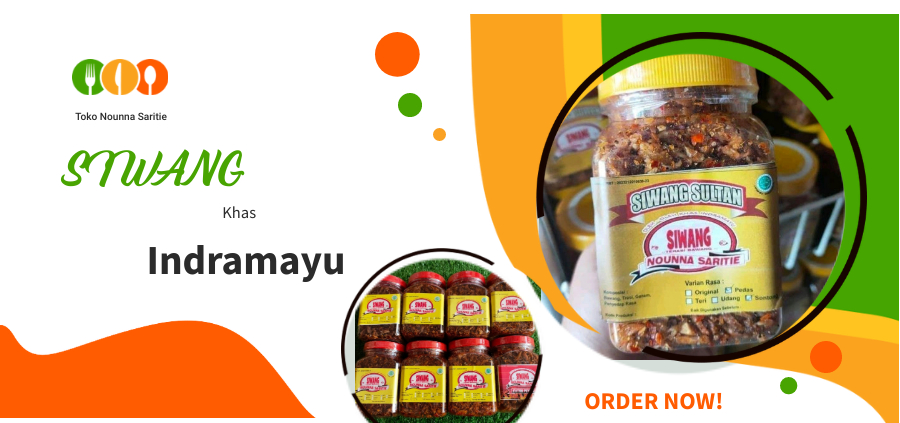 Toko Nounna Saritie
SIWANG
Khas
Indramayu
SIWANG SULTAN
SIWANG
NOUNNA SARITIE
Varian Rasa :
Original Pedas
Teri Udang
ORDER NOW!